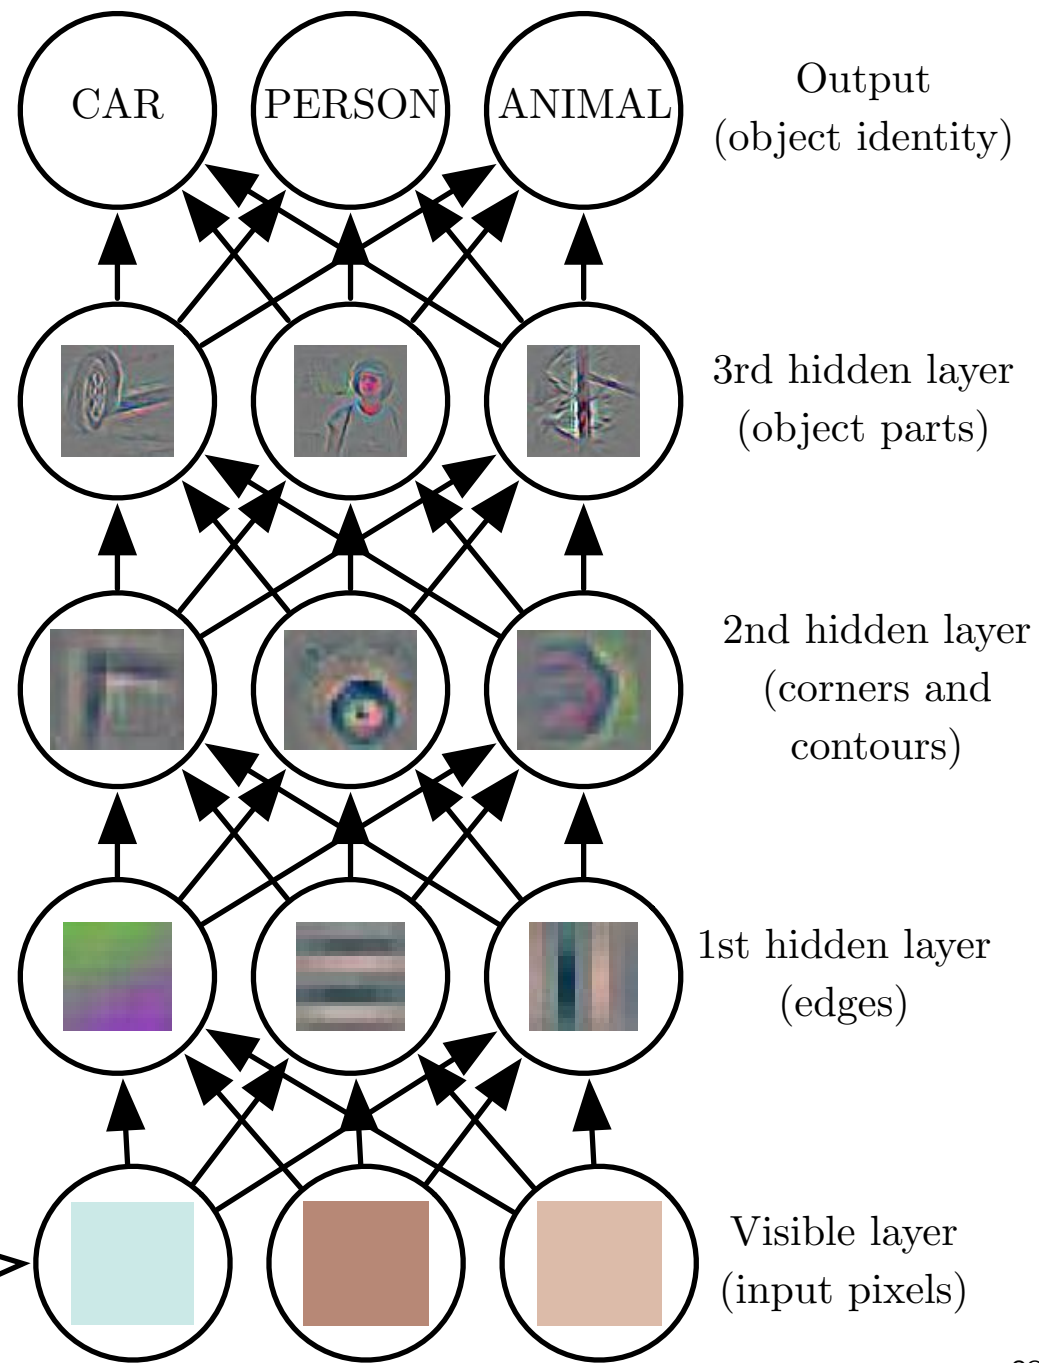 CAR PERSON ANIMAL
Output
(object identity)
3rd hidden layer
(object parts)
2nd hidden layer
(corners and
contours)
1st hidden layer
(edges)
Visible layer
(input pixels)